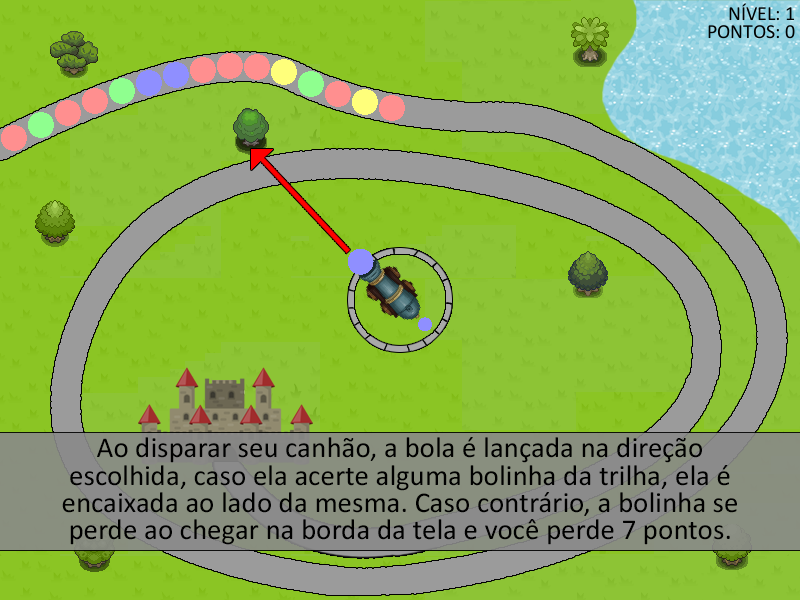 NÍVEL: 1
PONTOS: 0
Ao disparar seu canhão, a bola é lançada na direção
escolhida, caso ela acerte alguma bolinha da trilha, ela é
encaixada ao lado da mesma. Caso contrário, a bolinha se
perde ao chegar na borda da tela e você perde 7 pontos.